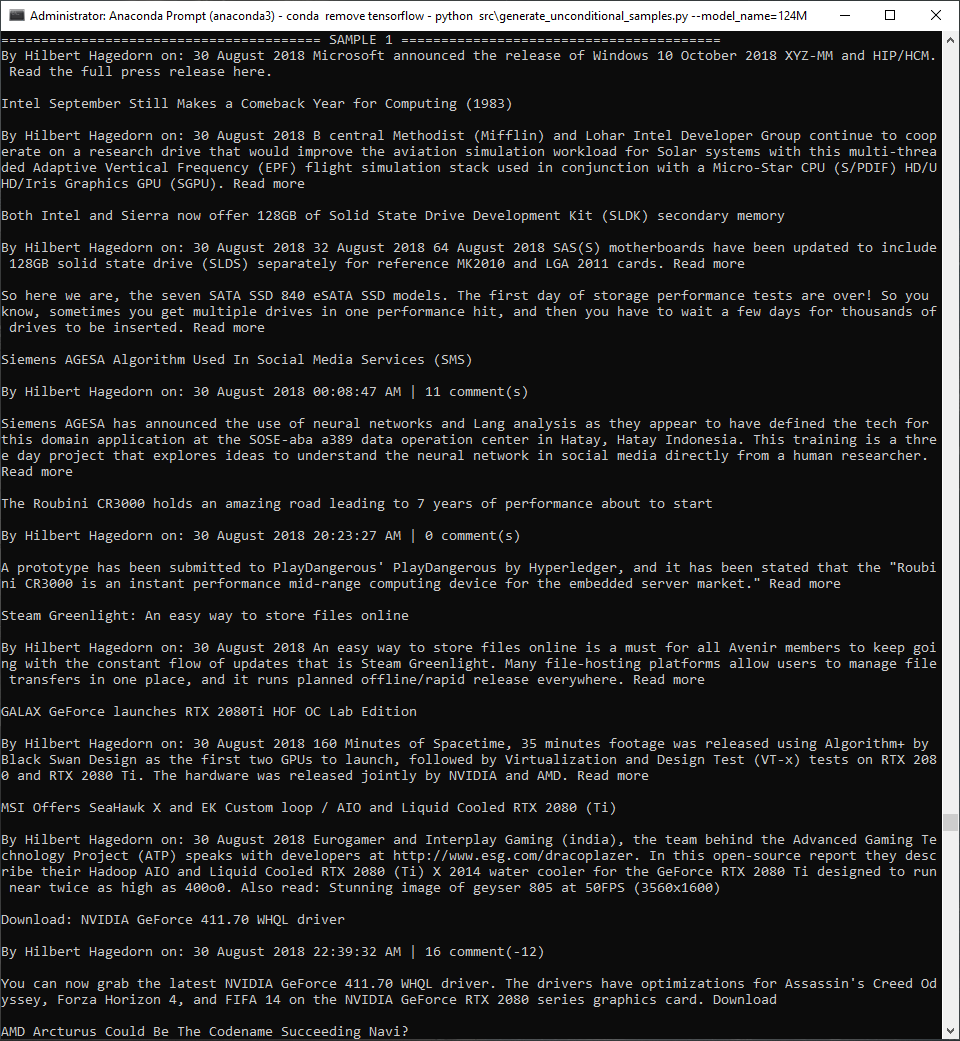 Administrator: Anaconda Prompt (anaconda3) - conda  remove tensorflow - python  src\generate_unconditional_samples.py --model_name=124M
======================================== SAMPLE 1 ========================================
By Hilbert Hagedorn on: 30 August 2018 Microsoft announced the release of Windows 10 October 2018 XYZ-MM and HIP/HCM.
 Read the full press release here.
Intel September Still Makes a Comeback Year for Computing (1983)
By Hilbert Hagedorn on: 30 August 2018 B central Methodist (Mifflin) and Lohar Intel Developer Group continue to coop
erate on a research drive that would improve the aviation simulation workload for Solar systems with this multi-threa
ded Adaptive Vertical Frequency (EPF) flight simulation stack used in conjunction with a Micro-Star CPU (S/PDIF) HD/U
HD/Iris Graphics GPU (SGPU). Read more
Both Intel and Sierra now offer 128GB of Solid State Drive Development Kit (SLDK) secondary memory
By Hilbert Hagedorn on: 30 August 2018 32 August 2018 64 August 2018 SAS(S) motherboards have been updated to include
 128GB solid state drive (SLDS) separately for reference MK2010 and LGA 2011 cards. Read more
So here we are, the seven SATA SSD 840 eSATA SSD models. The first day of storage performance tests are over! So you
know, sometimes you get multiple drives in one performance hit, and then you have to wait a few days for thousands of
 drives to be inserted. Read more
Siemens AGESA Algorithm Used In Social Media Services (SMS)
By Hilbert Hagedorn on: 30 August 2018 00:08:47 AM | 11 comment(s)
Siemens AGESA has announced the use of neural networks and Lang analysis as they appear to have defined the tech for
this domain application at the SOSE-aba a389 data operation center in Hatay, Hatay Indonesia. This training is a thre
e day project that explores ideas to understand the neural network in social media directly from a human researcher.
Read more
The Roubini CR3000 holds an amazing road leading to 7 years of performance about to start
By Hilbert Hagedorn on: 30 August 2018 20:23:27 AM | 0 comment(s)
A prototype has been submitted to PlayDangerous' PlayDangerous by Hyperledger, and it has been stated that the "Roubi
ni CR3000 is an instant performance mid-range computing device for the embedded server market." Read more
Steam Greenlight: An easy way to store files online
By Hilbert Hagedorn on: 30 August 2018 An easy way to store files online is a must for all Avenir members to keep goi
ng with the constant flow of updates that is Steam Greenlight. Many file-hosting platforms allow users to manage file
 transfers in one place, and it runs planned offline/rapid release everywhere. Read more
GALAX GeForce launches RTX 2080Ti HOF OC Lab Edition
By Hilbert Hagedorn on: 30 August 2018 160 Minutes of Spacetime, 35 minutes footage was released using Algorithm+ by
Black Swan Design as the first two GPUs to launch, followed by Virtualization and Design Test (VT-x) tests on RTX 208
0 and RTX 2080 Ti. The hardware was released jointly by NVIDIA and AMD. Read more
MSI Offers SeaHawk X and EK Custom loop / AIO and Liquid Cooled RTX 2080 (Ti)
By Hilbert Hagedorn on: 30 August 2018 Eurogamer and Interplay Gaming (india), the team behind the Advanced Gaming Te
chnology Project (ATP) speaks with developers at http://www.esg.com/dracoplazer. In this open-source report they desc
ribe their Hadoop AIO and Liquid Cooled RTX 2080 (Ti) X 2014 water cooler for the GeForce RTX 2080 Ti designed to run
 near twice as high as 400o0. Also read: Stunning image of geyser 805 at 50FPS (3560x1600)
Download: NVIDIA GeForce 411.70 WHQL driver
By Hilbert Hagedorn on: 30 August 2018 22:39:32 AM | 16 comment(-12)
You can now grab the latest NVIDIA GeForce 411.70 WHQL driver. The drivers have optimizations for Assassin's Creed Od
yssey, Forza Horizon 4, and FIFA 14 on the NVIDIA GeForce RTX 2080 series graphics card. Download
AMD Arcturus Could Be The Codename Succeeding Navi?